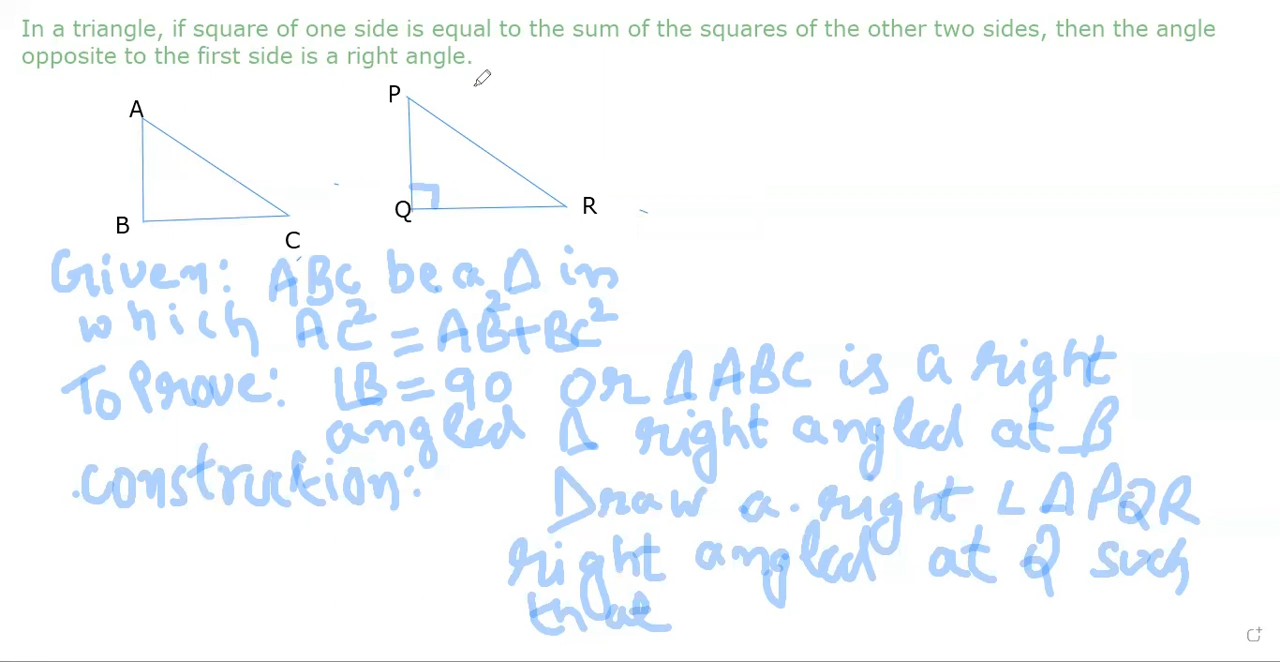 In a triangle, if square of one side is equal to the sum of the squares of the other two sides, then the angle
opposite to the first side is a right angle.
A
P
B
C
Q
R
Given: ABC be a Δ in
which AC² = AB² + BC²
To Prove: ∠B = 90 or Δ ABC is a right
angled Δ right angled at B
construction:
Draw a right ∠ Δ PQR
right angled at Q such
that